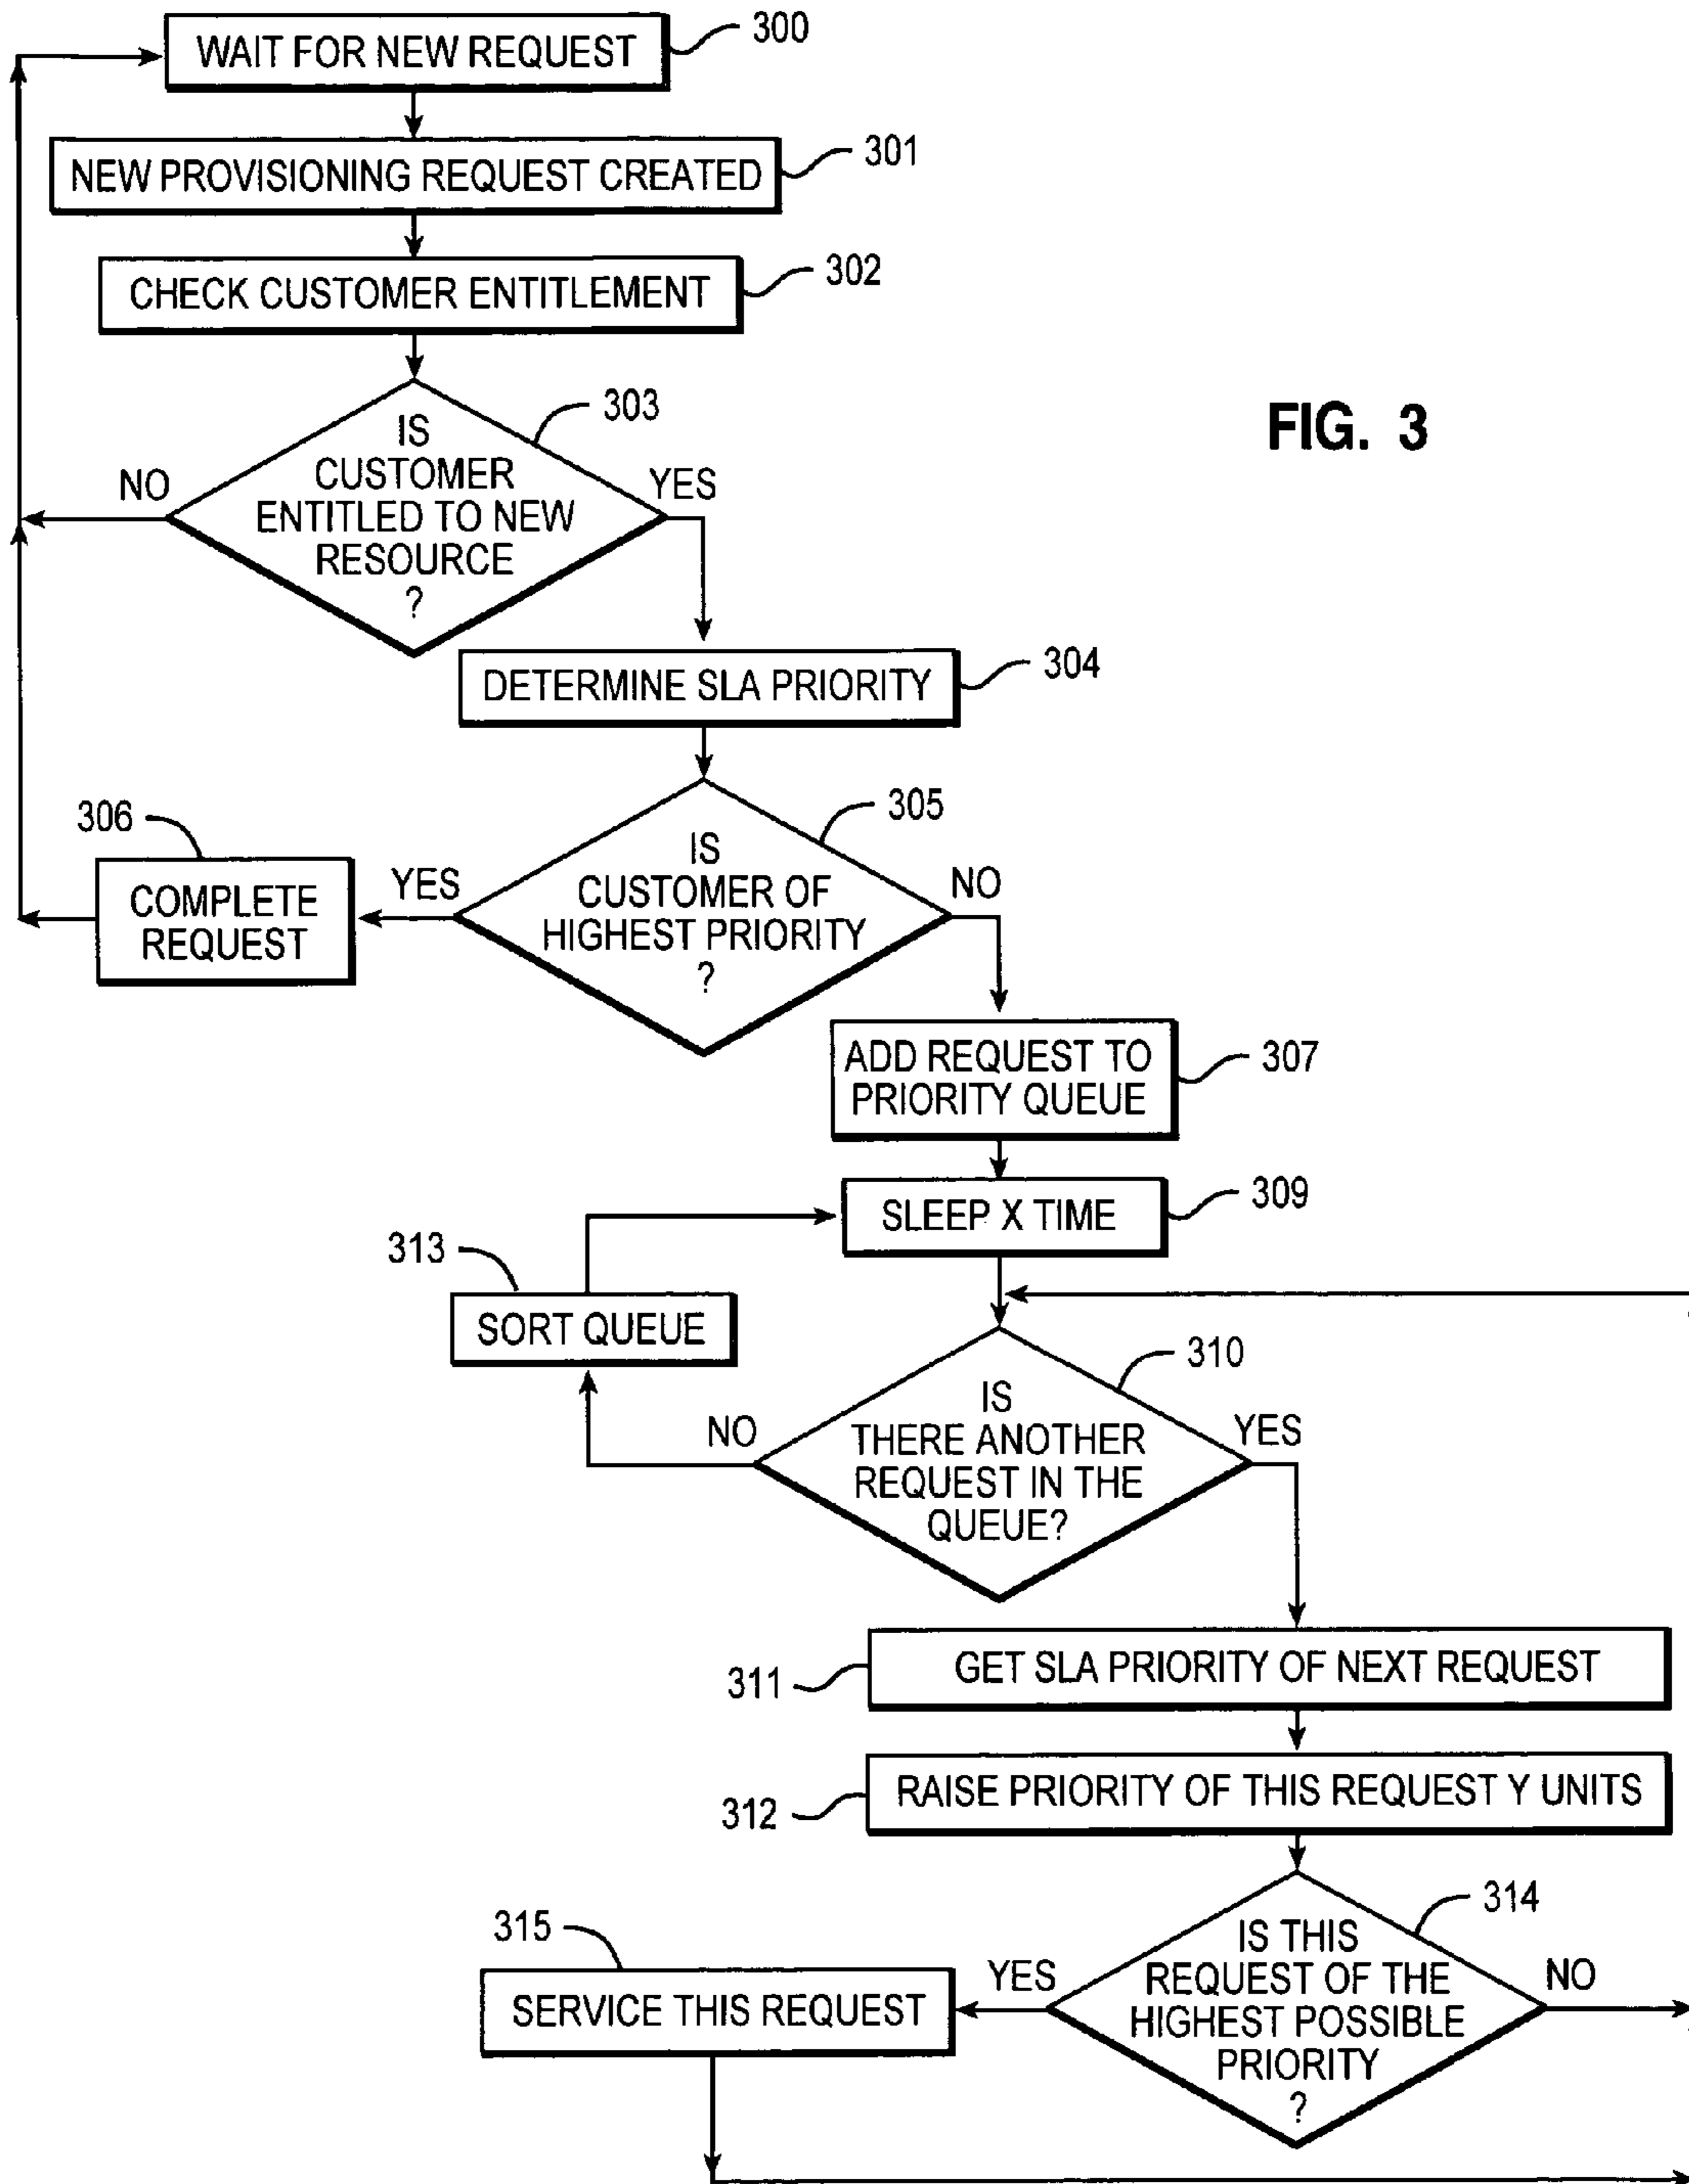 WAIT FOR NEW REQUEST
300
NEW PROVISIONING REQUEST CREATED
301
CHECK CUSTOMER ENTITLEMENT
302
FIG. 3
303
IS
CUSTOMER
ENTITLED TO NEW
RESOURCE
?
NO
YES
DETERMINE SLA PRIORITY
304
305
IS
CUSTOMER OF
HIGHEST PRIORITY
?
YES
NO
306
COMPLETE
REQUEST
ADD REQUEST TO
PRIORITY QUEUE
307
SLEEP X TIME
309
313
SORT QUEUE
310
IS
THERE ANOTHER
REQUEST IN THE
QUEUE?
NO
YES
GET SLA PRIORITY OF NEXT REQUEST
311
RAISE PRIORITY OF THIS REQUEST Y UNITS
312
314
IS THIS
REQUEST OF THE
HIGHEST POSSIBLE
PRIORITY
?
YES
NO
315
SERVICE THIS REQUEST